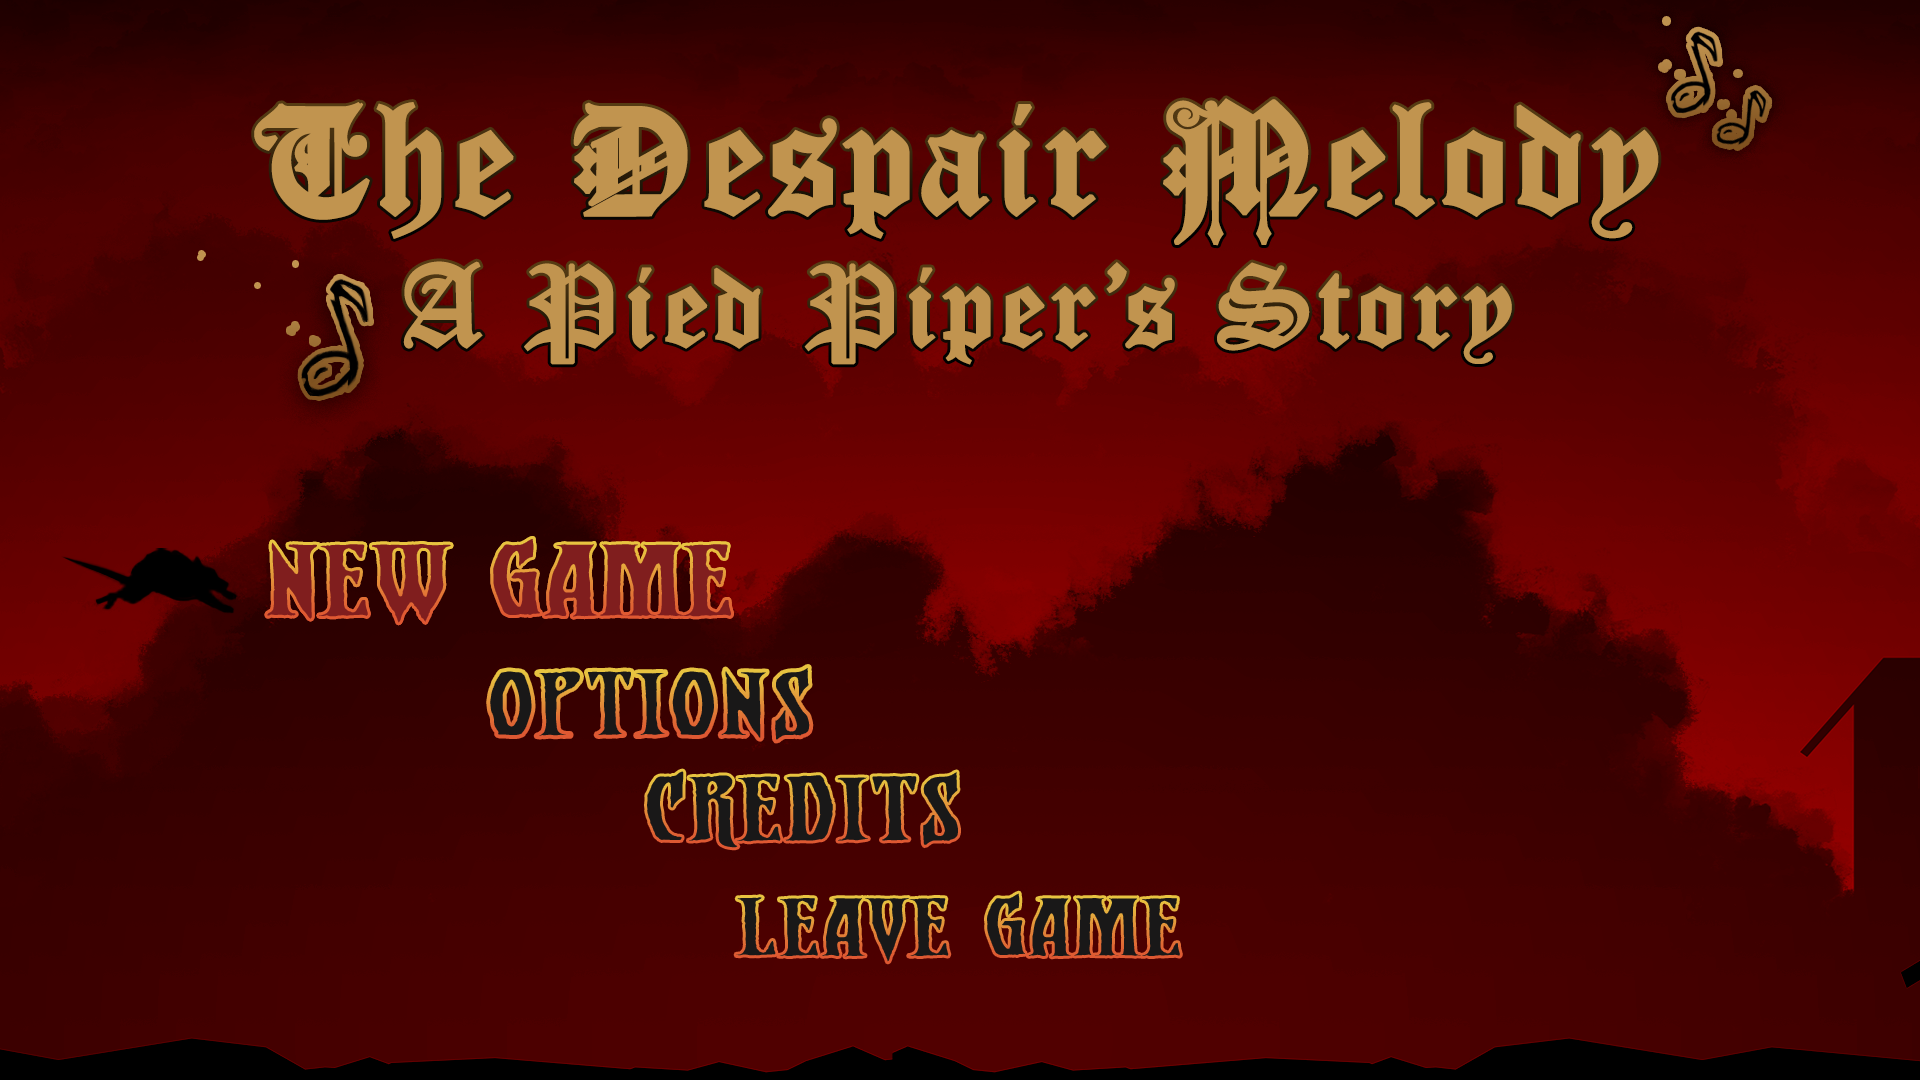 The Despair Melody
A Pied Piper's Story
NEW GAME
OPTIONS
CREDITS
LEAVE GAME